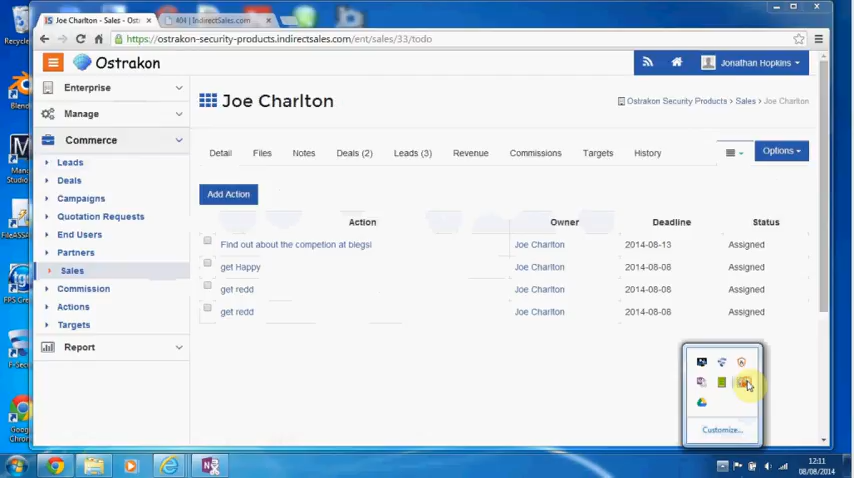 Joe Charlton - Sales - Ost
404 | IndirectSales.com
https://ostrakon-security-products.indirectsales.com/ent/sales/33/todo
Ostrakon
Jonathan Hopkins
Enterprise
Manage
Commerce
Leads
Deals
Campaigns
Quotation Requests
End Users
Partners
Sales
Commission
Actions
Targets
Report
Joe Charlton
Ostrakon Security Products > Sales > Joe Charlton
Detail Files Notes Deals (2) Leads (3) Revenue Commissions Targets History Options
Add Action
Action Owner Deadline Status
Find out about the competion at blegsl Joe Charlton 2014-08-13 Assigned
get Happy Joe Charlton 2014-08-08 Assigned
get redd Joe Charlton 2014-08-08 Assigned
get redd Joe Charlton 2014-08-08 Assigned
Customize...
12:11
08/08/2014